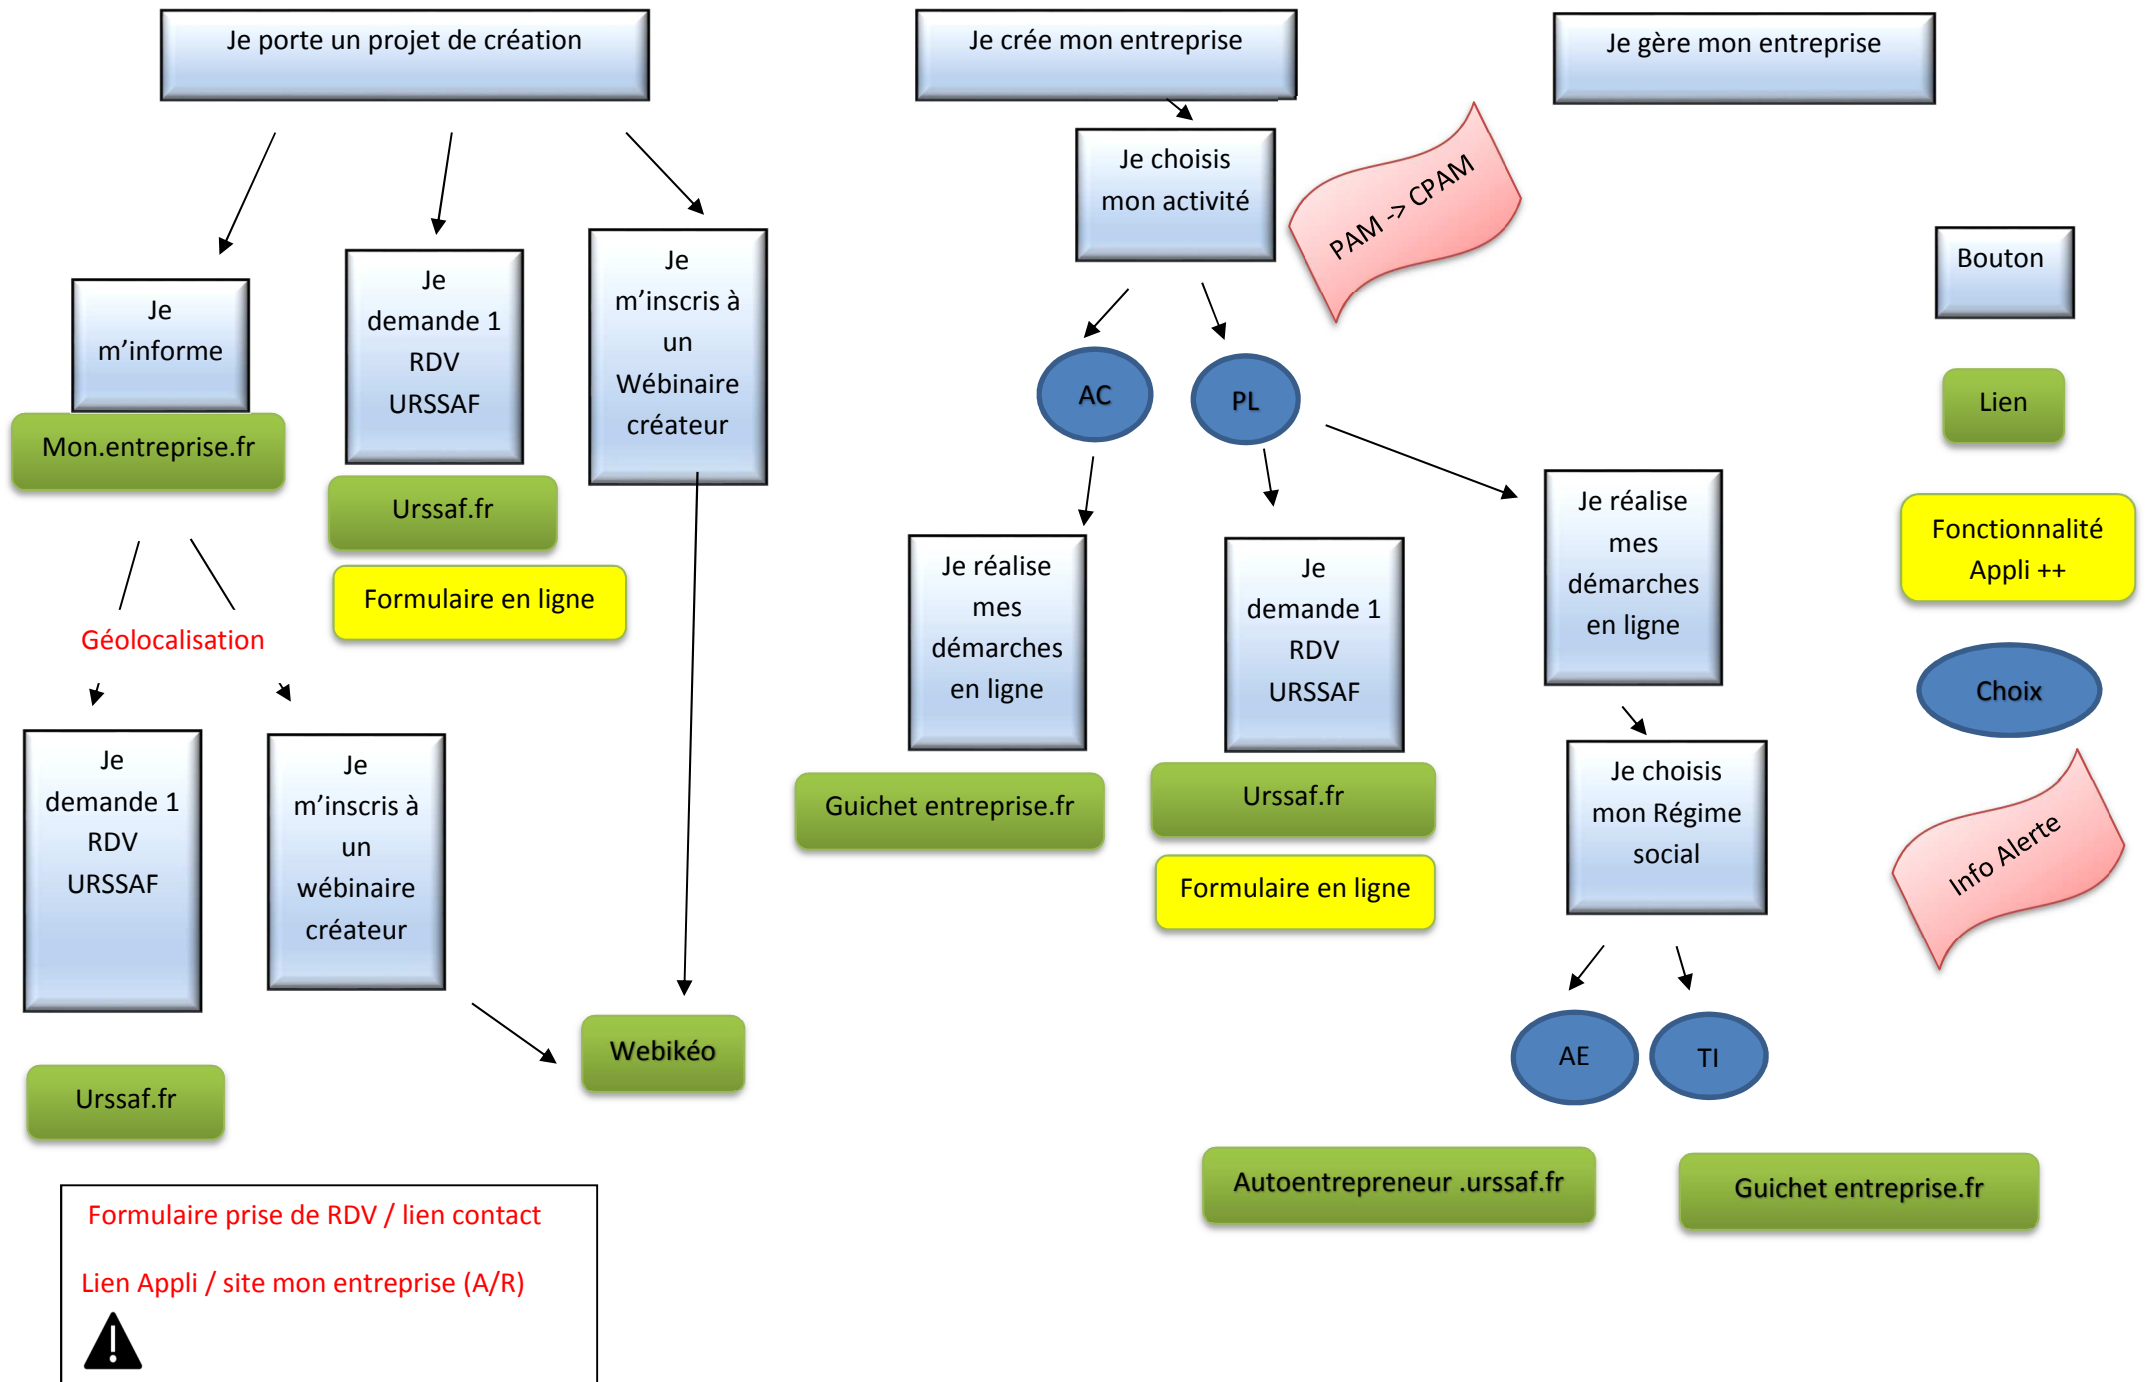 Je porte un projet de création
Je crée mon entreprise
Je gère mon entreprise
Je
m’informe
Mon.entreprise.fr
Je
demande 1
RDV
URSSAF
Urssaf.fr
Formulaire en ligne
Je
m’inscris à
un
Wébinaire
créateur
Géolocalisation
Je
demande 1
RDV
URSSAF
Urssaf.fr
Je
m’inscris à
un
wébinaire
créateur
Webikéo
Formulaire prise de RDV / lien contact
Lien Appli / site mon entreprise (A/R)
Je choisis
mon activité
PAM -> CPAM
AC
PL
Je réalise
mes
démarches
en ligne
Guichet entreprise.fr
Je
demande 1
RDV
URSSAF
Urssaf.fr
Formulaire en ligne
Je réalise
mes
démarches
en ligne
Je choisis
mon Régime
social
AE
TI
Autoentrepreneur .urssaf.fr
Guichet entreprise.fr
Bouton
Lien
Fonctionnalité
Appli ++
Choix
Info Alerte